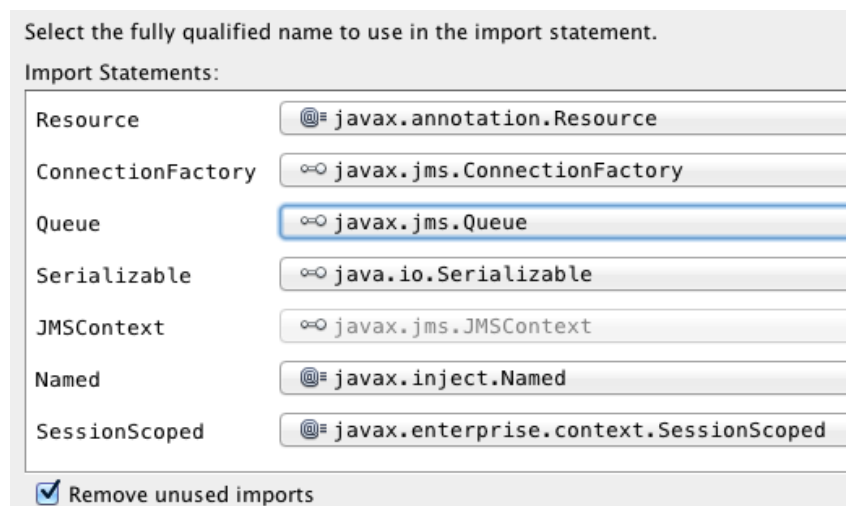 Select the fully qualified name to use in the import statement.
Import Statements:
Resource javax.annotation.Resource
ConnectionFactory javax.jms.ConnectionFactory
Queue javax.jms.Queue
Serializable java.io.Serializable
JMSContext javax.jms.JMSContext
Named javax.inject.Named
SessionScoped javax.enterprise.context.SessionScoped
Remove unused imports